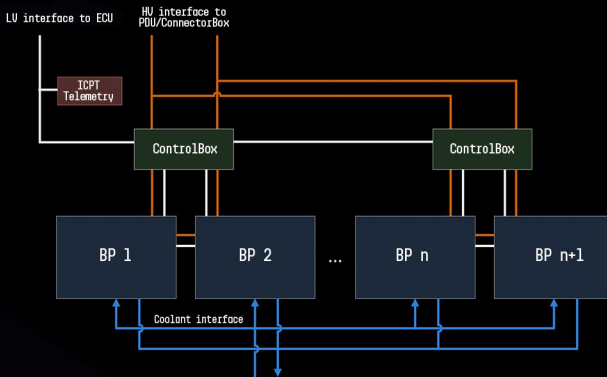 LV interface to ECU
HV interface to
PDU/ConnectorBox
ICPT
Telemetry
ControlBox
ControlBox
BP 1
BP 2
...
BP n
BP n+1
Coolant interface